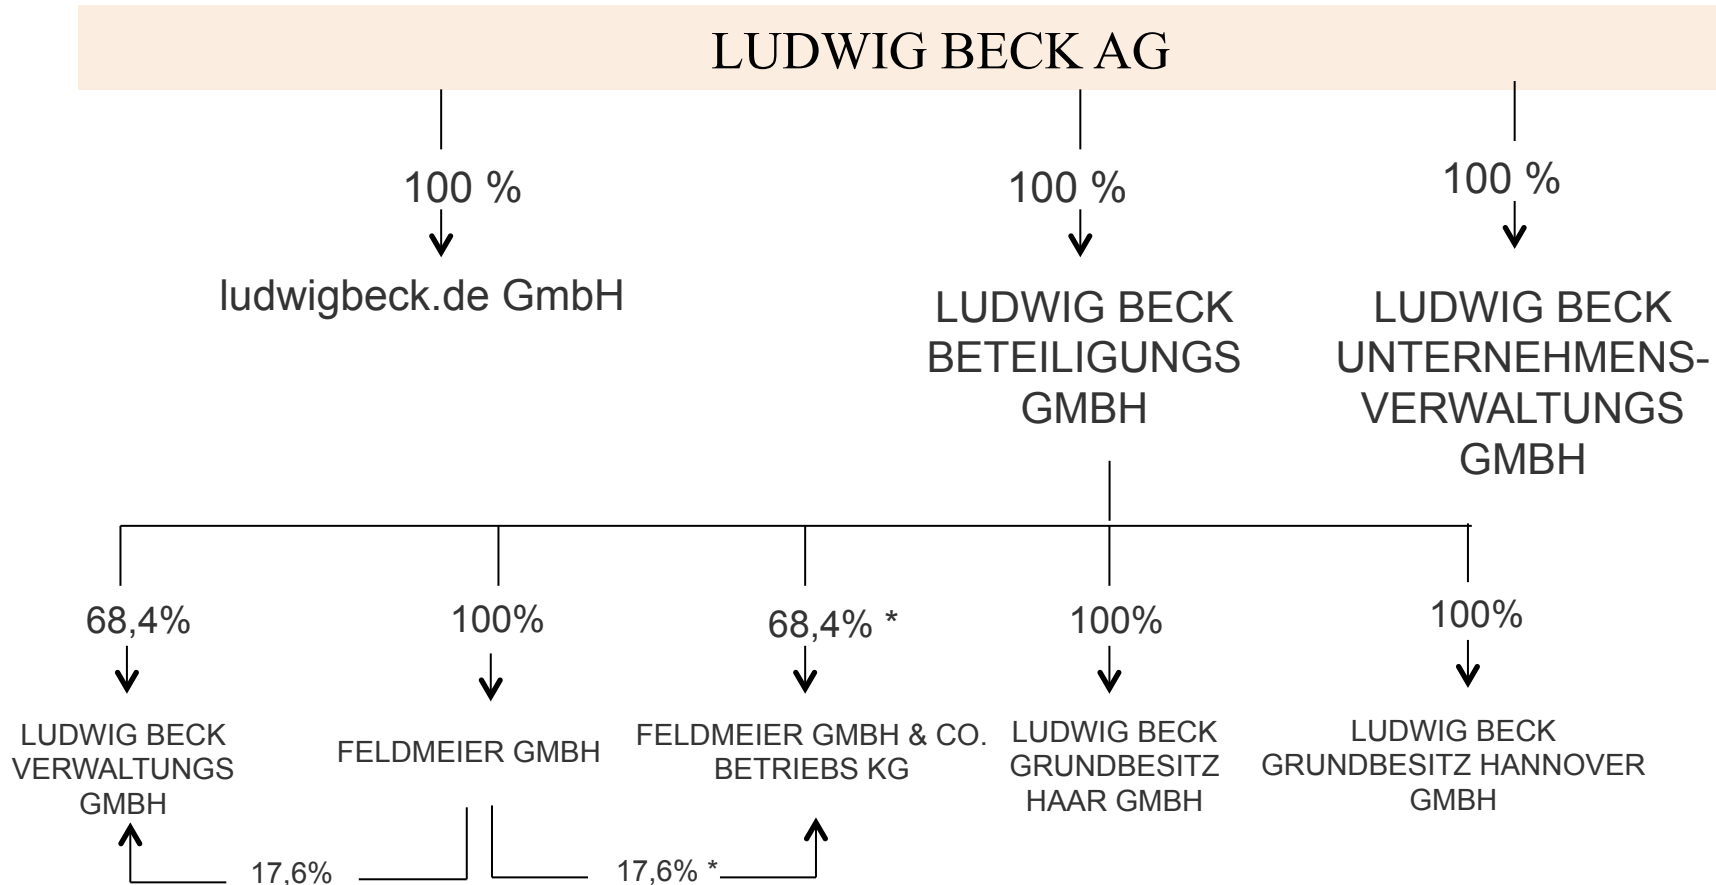 LUDWIG BECK AG
100 %
100 %
100 %
ludwigbeck.de GmbH
LUDWIG BECK
BETEILIGUNGS
GMBH
LUDWIG BECK
UNTERNEHMENS-
VERWALTUNGS
GMBH
68,4%
100%
68,4% *
100%
100%
LUDWIG BECK
VERWALTUNGS
GMBH
FELDMEIER GMBH
FELDMEIER GMBH & CO.
BETRIEBS KG
LUDWIG BECK
GRUNDBESITZ
HAAR GMBH
LUDWIG BECK
GRUNDBESITZ HANNOVER
GMBH
17,6%
17,6% *